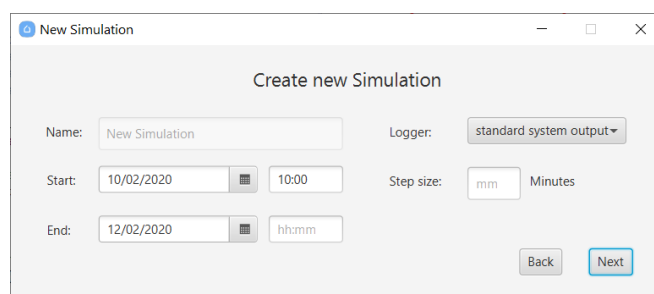 New Simulation
Create new Simulation
Name: New Simulation Logger: standard system output
Start: 10/02/2020 10:00 Step size: mm Minutes
End: 12/02/2020 hh:mm
Back Next